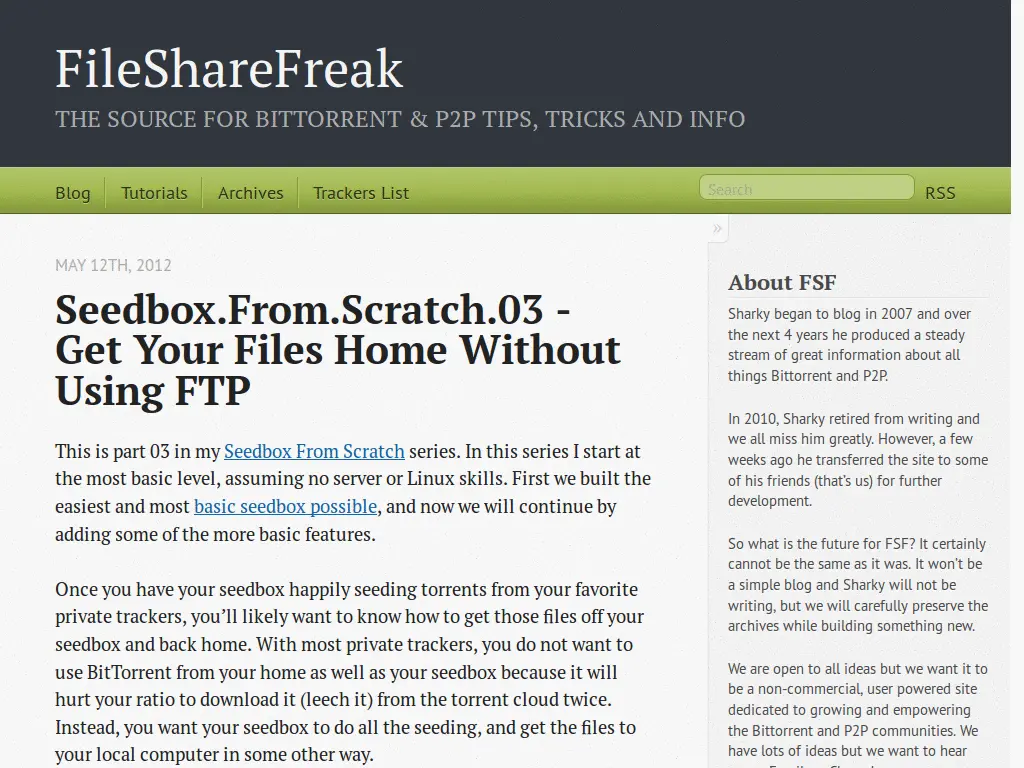 FileShareFreak
THE SOURCE FOR BITTORRENT & P2P TIPS, TRICKS AND INFO
Blog
Tutorials
Archives
Trackers List
Search
RSS
»
MAY 12TH, 2012
Seedbox.From.Scratch.03 -
Get Your Files Home Without
Using FTP
This is part 03 in my Seedbox From Scratch series. In this series I start at
the most basic level, assuming no server or Linux skills. First we built the
easiest and most basic seedbox possible, and now we will continue by
adding some of the more basic features.
Once you have your seedbox happily seeding torrents from your favorite
private trackers, you’ll likely want to know how to get those files off your
seedbox and back home. With most private trackers, you do not want to
use BitTorrent from your home as well as your seedbox because it will
hurt your ratio to download it (leech it) from the torrent cloud twice.
Instead, you want your seedbox to do all the seeding, and get the files to
your local computer in some other way.
About FSF
Sharky began to blog in 2007 and over
the next 4 years he produced a steady
stream of great information about all
things Bittorrent and P2P.
In 2010, Sharky retired from writing and
we all miss him greatly. However, a few
weeks ago he transferred the site to some
of his friends (that’s us) for further
development.
So what is the future for FSF? It certainly
cannot be the same as it was. It won’t be
a simple blog and Sharky will not be
writing, but we will carefully preserve the
archives while building something new.
We are open to all ideas but we want it to
be a non-commercial, user powered site
dedicated to growing and empowering
the Bittorrent and P2P communities. We
have lots of ideas but we want to hear